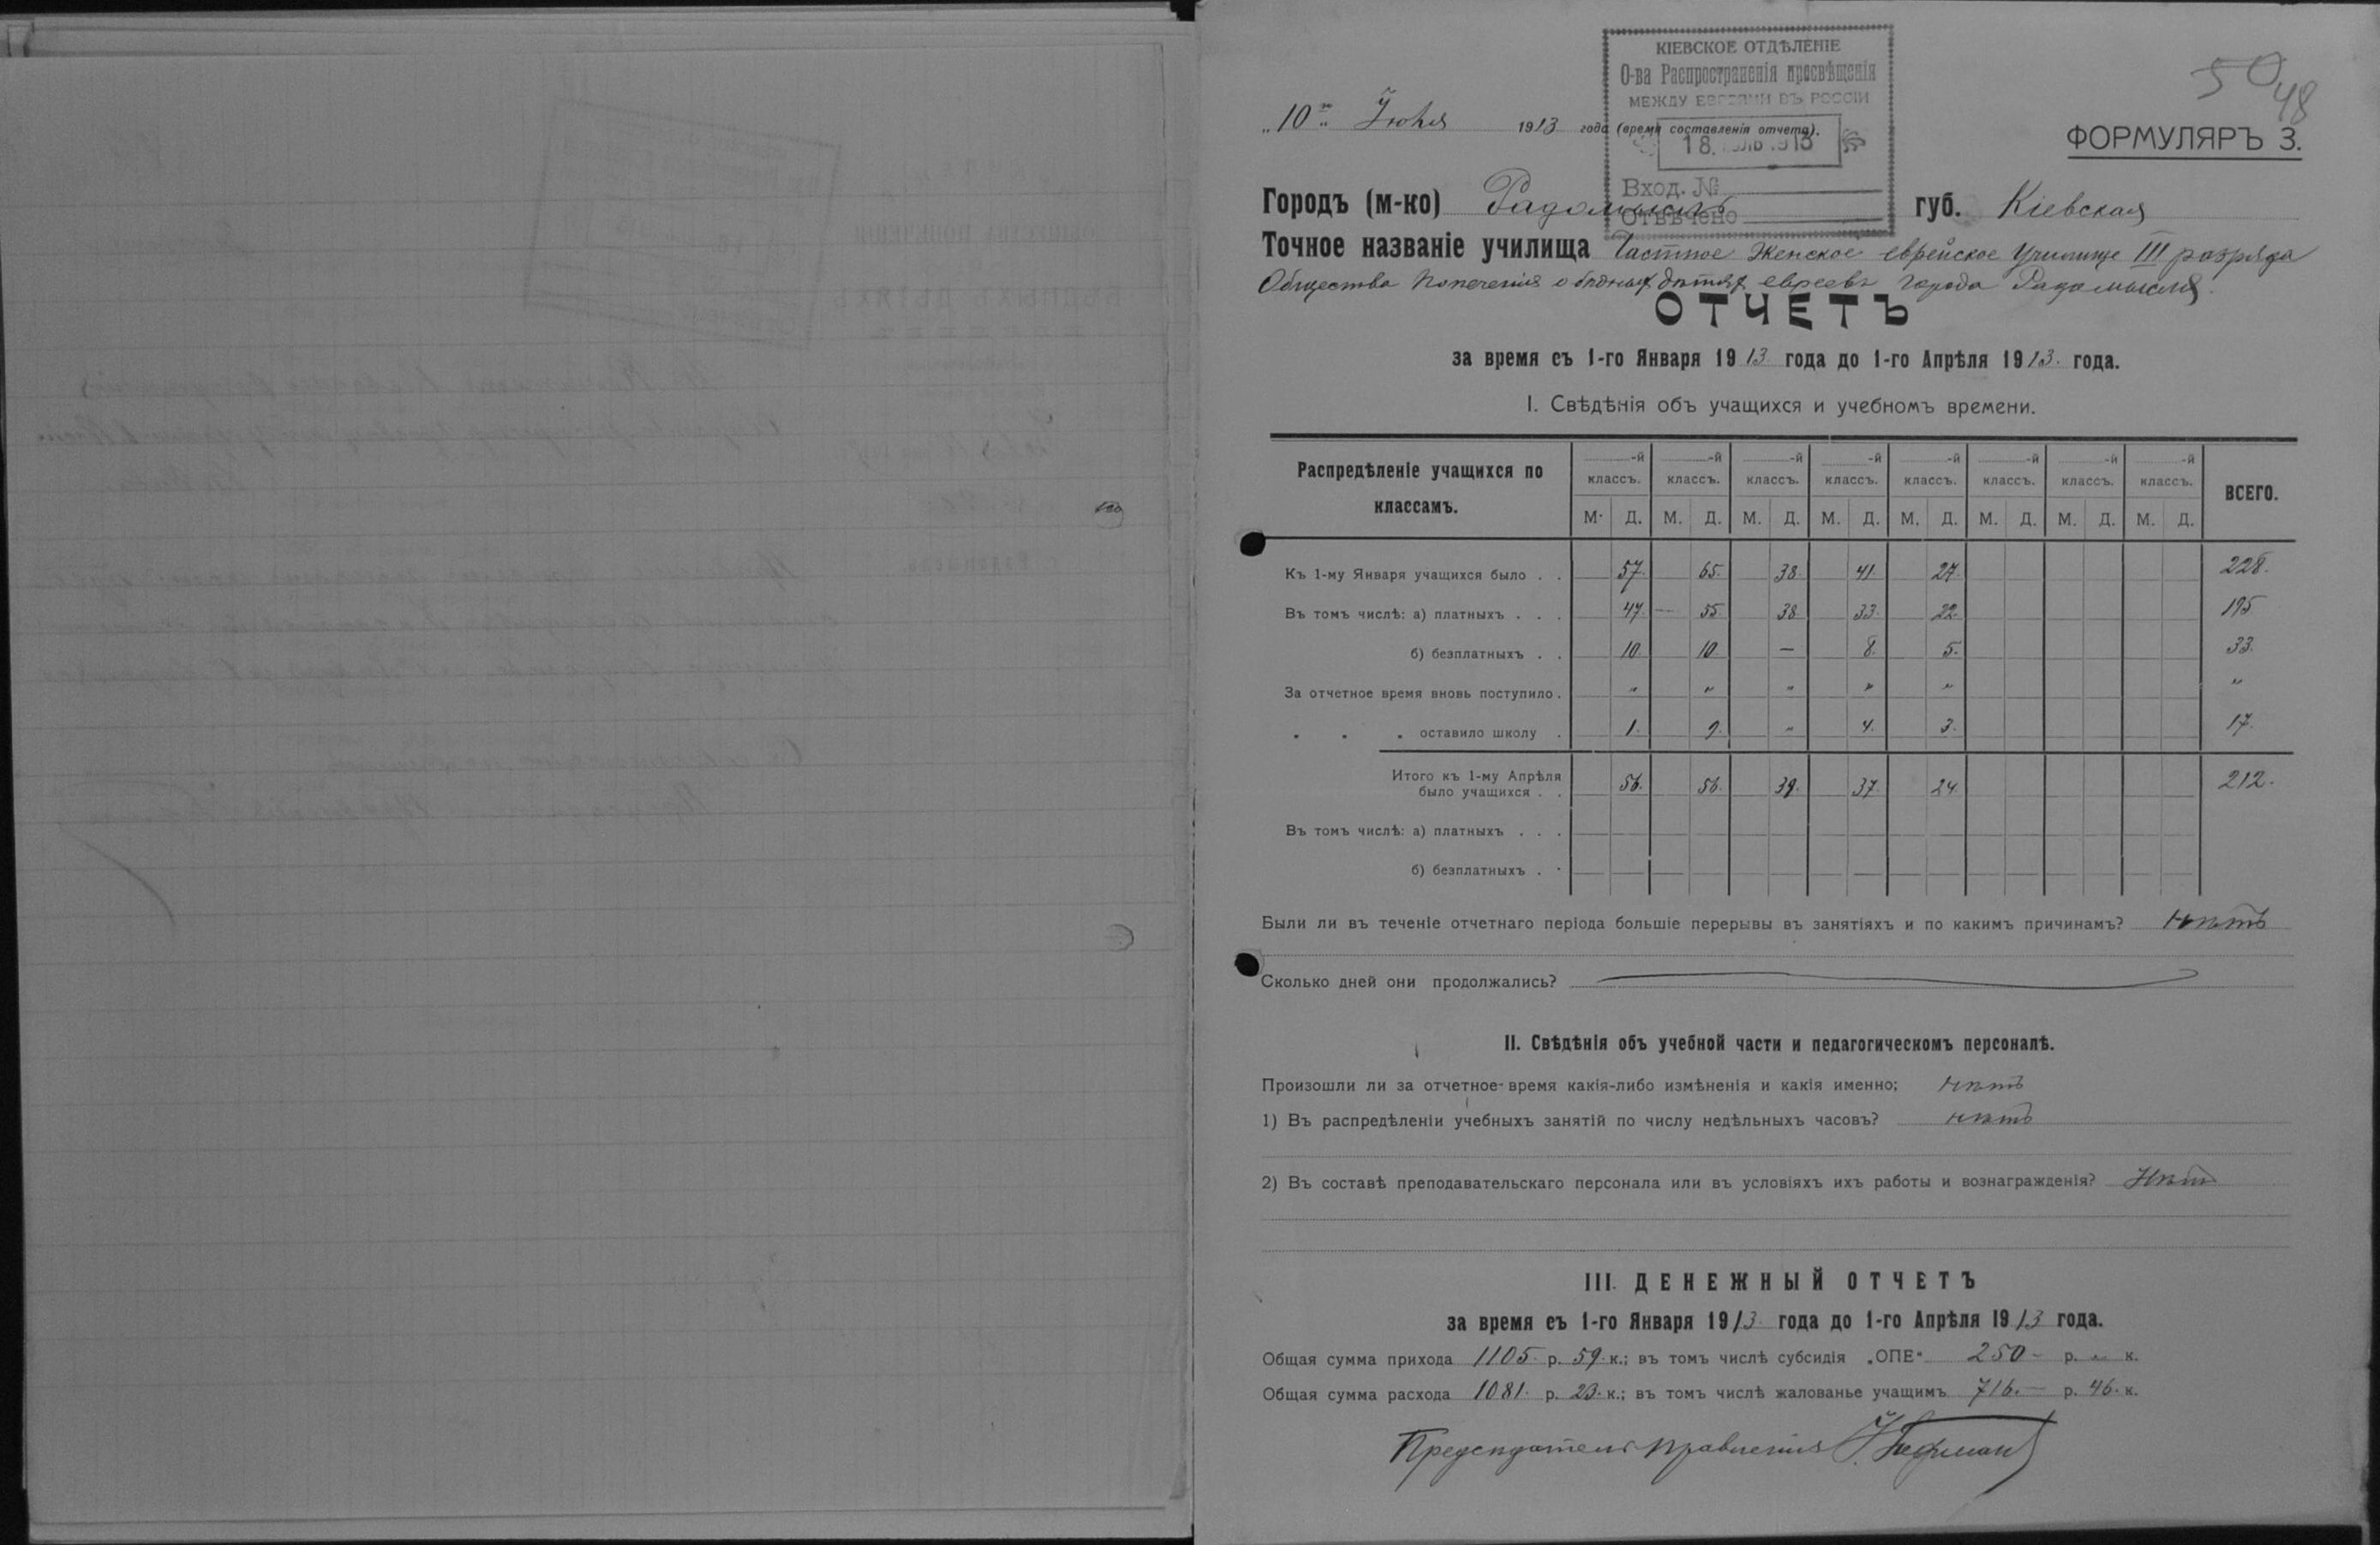 КІЕВСКОЕ ОТДѢЛЕНІЕ
О-ва Распространенія просвѣщенія
МЕЖДУ ЕВРЕЯМИ ВЪ РОССІИ
50
48
„10го“ Іюля 1913 года (время составленія отчета).
18. ІЮЛЬ 1913
ФОРМУЛЯРЪ 3.
Вход. №
Отвѣчено
Городъ (м-ко) Радомысль губ. Кіевская
Точное названіе училища Частное Женское еврейское Училище III разряда
Общества Попеченія о бѣдныхъ дѣтяхъ евреевъ города Радомысля.
ОТЧЕТЪ
за время съ 1-го Января 1913 года до 1-го Апрѣля 1913. года.
I. Свѣдѣнія объ учащихся и учебномъ времени.
Распредѣленіе учащихся по классамъ.
-й классъ. -й классъ. -й классъ. -й классъ. -й классъ. -й классъ. -й классъ. -й классъ. ВСЕГО.
М. Д. М. Д. М. Д. М. Д. М. Д. М. Д. М. Д. М. Д.
Къ 1-му Января учащихся было . . 57. 65. 38. 41 27. 228.
Въ томъ числѣ: а) платныхъ . . . 47. — 55 38 33. 22. 195
б) безплатныхъ . . 10. 10. — 8. 5. 33.
За отчетное время вновь поступило . „ „ „ „ „ „
„ „ „ оставило школу . 1. 9. „ 4. 3. 17.
Итого къ 1-му Апрѣля
было учащихся . . 56. 56. 39. 37. 24 212.
Въ томъ числѣ: а) платныхъ . . .
б) безплатныхъ . .
Были ли въ теченіе отчетнаго періода большіе перерывы въ занятіяхъ и по какимъ причинамъ? Нѣтъ
Сколько дней они продолжались?
II. Свѣдѣнія объ учебной части и педагогическомъ персоналѣ.
Произошли ли за отчетное время какія-либо измѣненія и какія именно: нѣтъ
1) Въ распредѣленіи учебныхъ занятій по числу недѣльныхъ часовъ? нѣтъ
2) Въ составѣ преподавательскаго персонала или въ условіяхъ ихъ работы и вознагражденія? Нѣтъ
III. ДЕНЕЖНЫЙ ОТЧЕТЪ
за время съ 1-го Января 1913. года до 1-го Апрѣля 1913 года.
Общая сумма прихода 1105. р. 59. к.; въ томъ числѣ субсидія „ОПЕ“ 250- р. „ к.
Общая сумма расхода 1081. р. 23. к.; въ томъ числѣ жалованье учащимъ 716.— р. 46. к.
Предсѣдатель Правленія